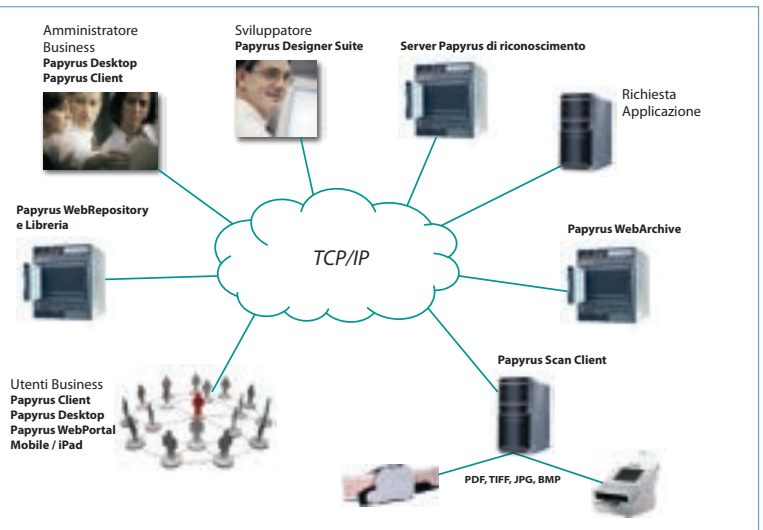 Amministratore
Business
Papyrus Desktop
Papyrus Client
Sviluppatore
Papyrus Designer Suite
Server Papyrus di riconoscimento
Richiesta
Applicazione
Papyrus WebRepository
e Libreria
TCP/IP
Papyrus WebArchive
Utenti Business
Papyrus Client
Papyrus Desktop
Papyrus WebPortal
Mobile / iPad
Papyrus Scan Client
PDF, TIFF, JPG, BMP